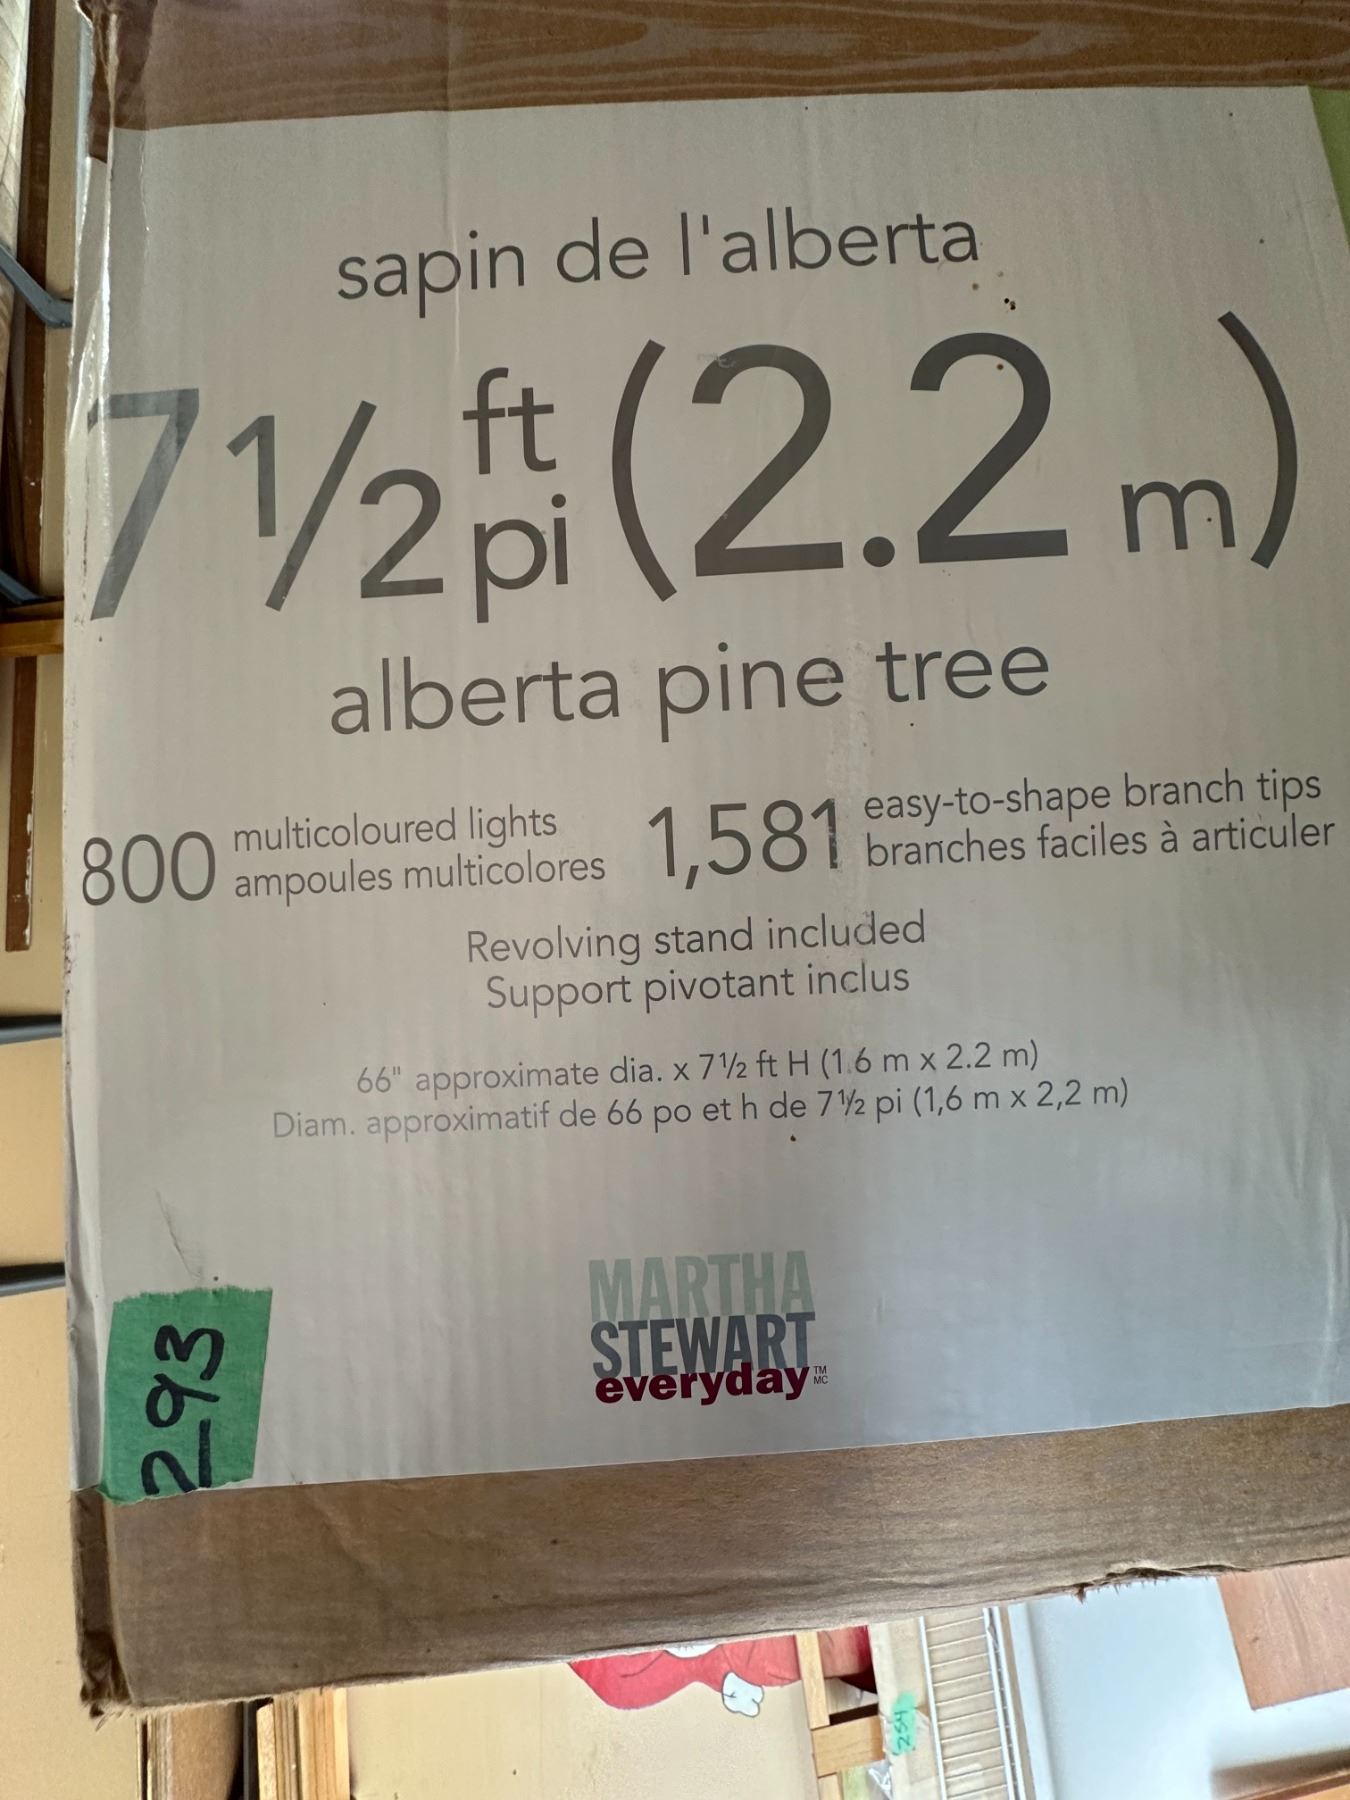 sapin de l'alberta
7 1/2 ft pi (2.2 m)
alberta pine tree
800 multicoloured lights
ampoules multicolores
1,581 easy-to-shape branch tips
branches faciles à articuler
Revolving stand included
Support pivotant inclus
66" approximate dia. x 7½ ft H (1.6 m x 2.2 m)
Diam. approximatif de 66 po et h de 7½ pi (1,6 m x 2,2 m)
MARTHA
STEWART
everyday TM MC
293
254